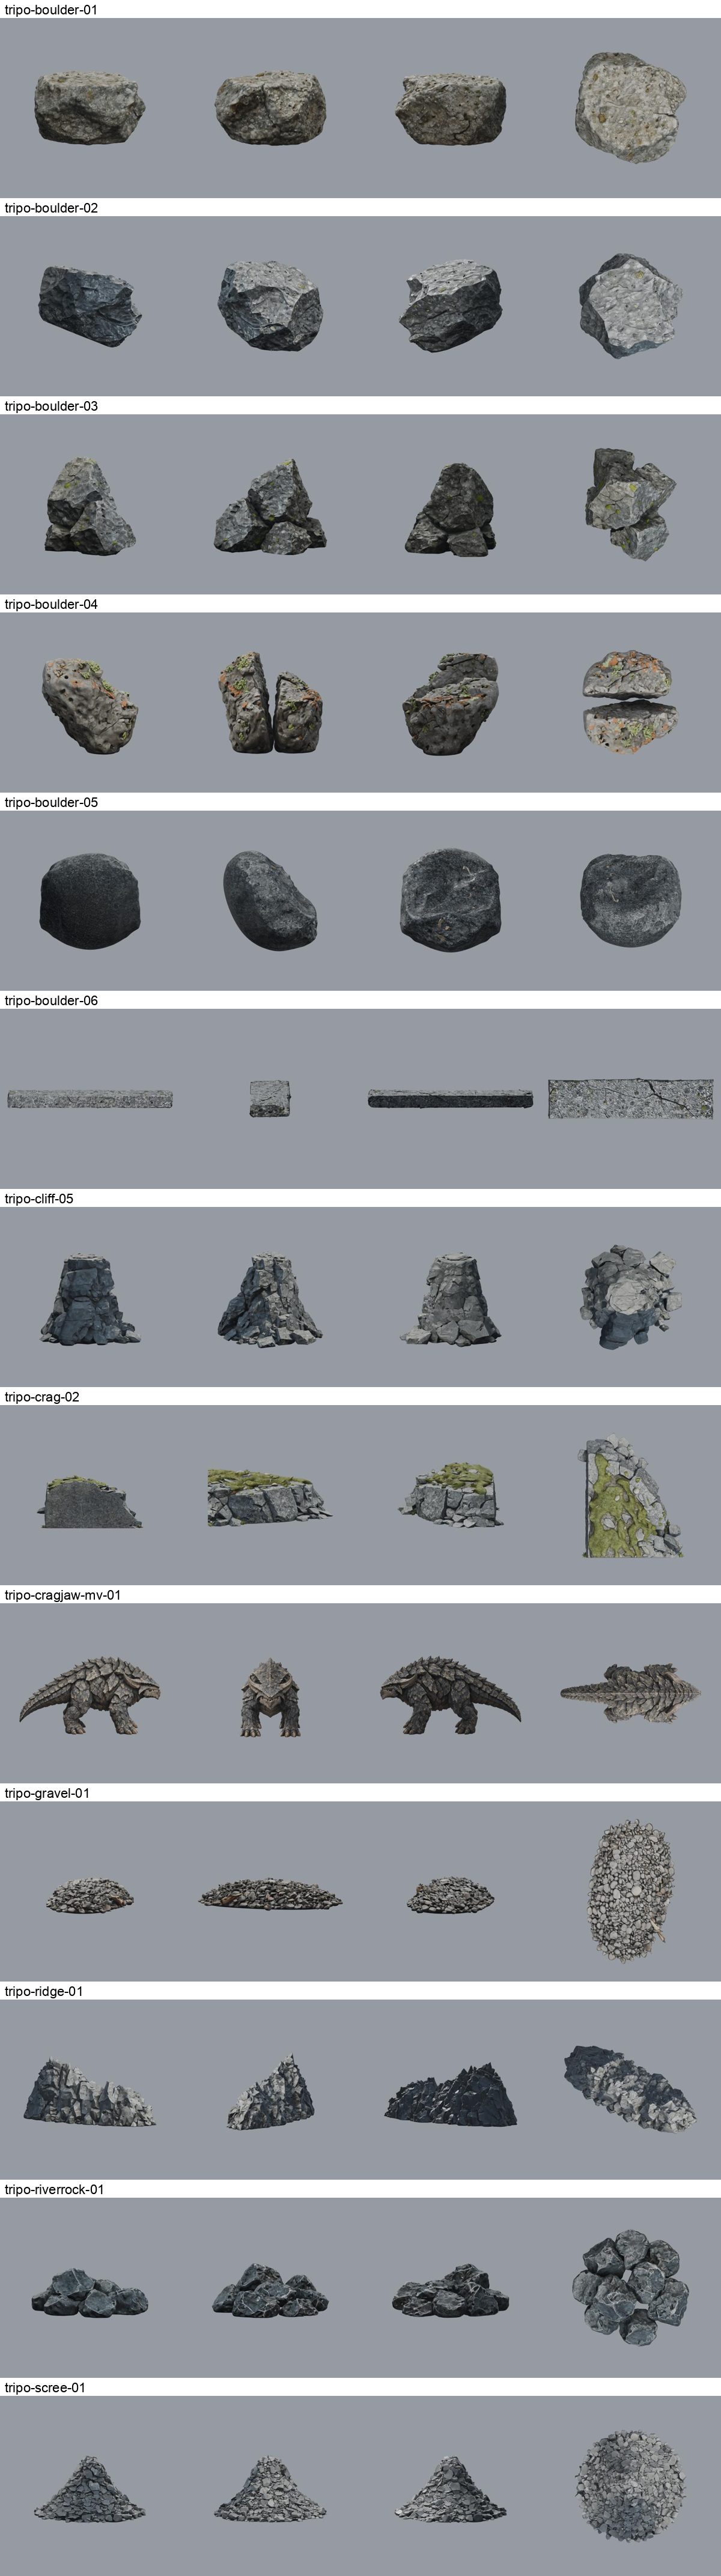 tripo-boulder-01
tripo-boulder-02
tripo-boulder-03
tripo-boulder-04
tripo-boulder-05
tripo-boulder-06
tripo-cliff-05
tripo-crag-02
tripo-cragjaw-mv-01
tripo-gravel-01
tripo-ridge-01
tripo-riverrock-01
tripo-scree-01